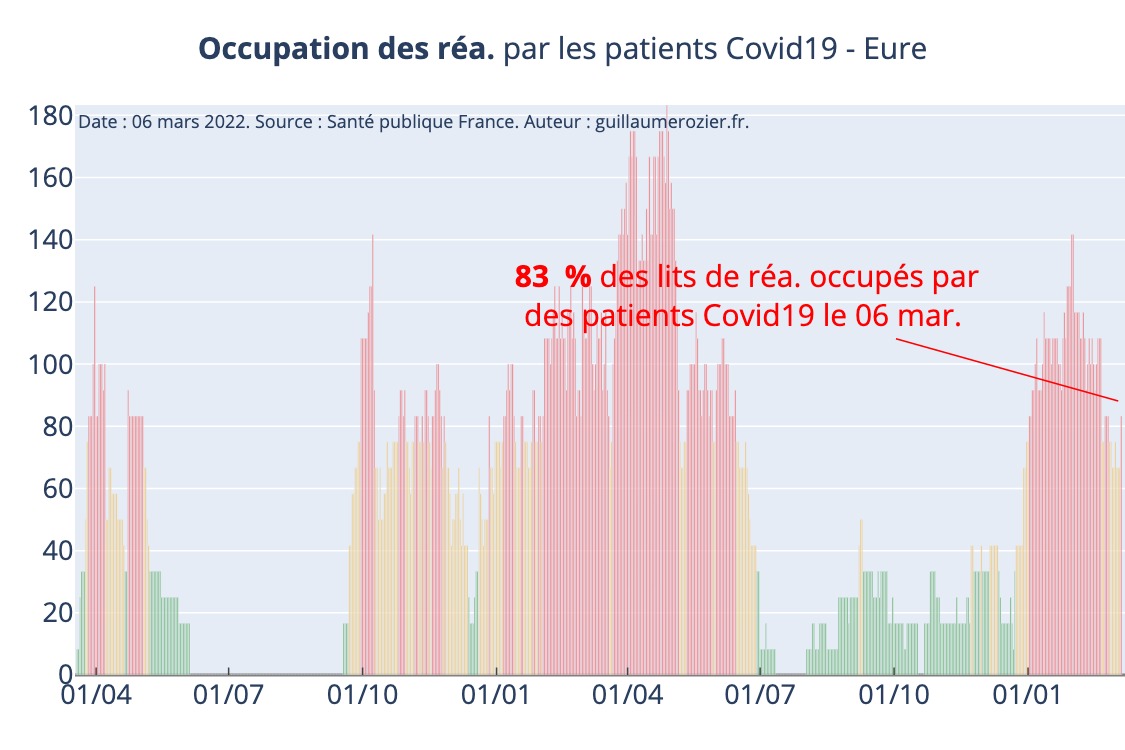 Occupation des réa. par les patients Covid19 - Eure
180
Date : 06 mars 2022. Source : Santé publique France. Auteur : guillaumerozier.fr.
160
140
83 % des lits de réa. occupés par
120
des patients Covid19 le 06 mar.
100
80
60
40
20
0
01/04 01/07 01/10 01/01 01/04 01/07 01/10 01/01